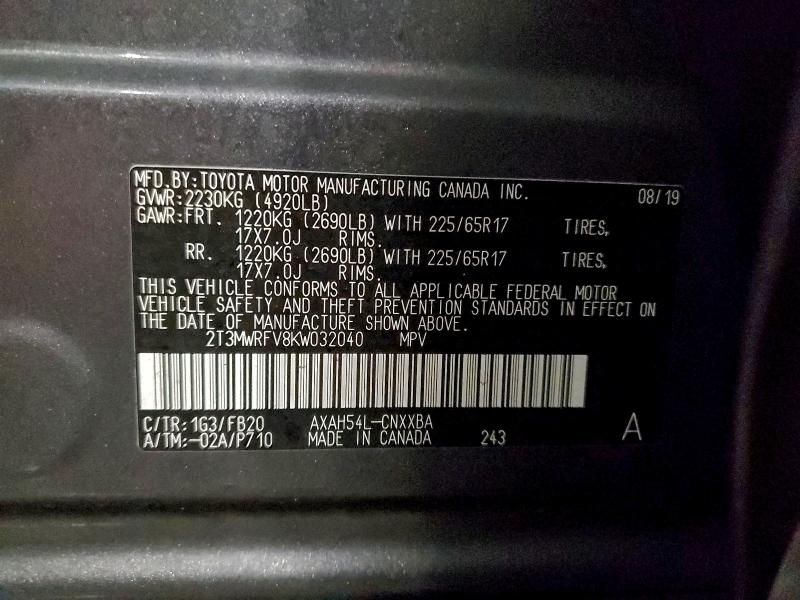 MFD.BY:TOYOTA MOTOR MANUFACTURING CANADA INC. 08/19
GVWR:2230KG (4920LB)
GAWR:FRT. 1220KG (2690LB) WITH 225/65R17 TIRES,
17X7.0J RIMS.
RR. 1220KG (2690LB) WITH 225/65R17 TIRES,
17X7.0J RIMS.
THIS VEHICLE CONFORMS TO ALL APPLICABLE FEDERAL MOTOR
VEHICLE SAFETY AND THEFT PREVENTION STANDARDS IN EFFECT ON
THE DATE OF MANUFACTURE SHOWN ABOVE.
2T3MWRFV8KW032040 MPV
C/TR:1G3/FB20 AXAH54L-CNXXBA
A/TM:-02A/P710 MADE IN CANADA 243 A